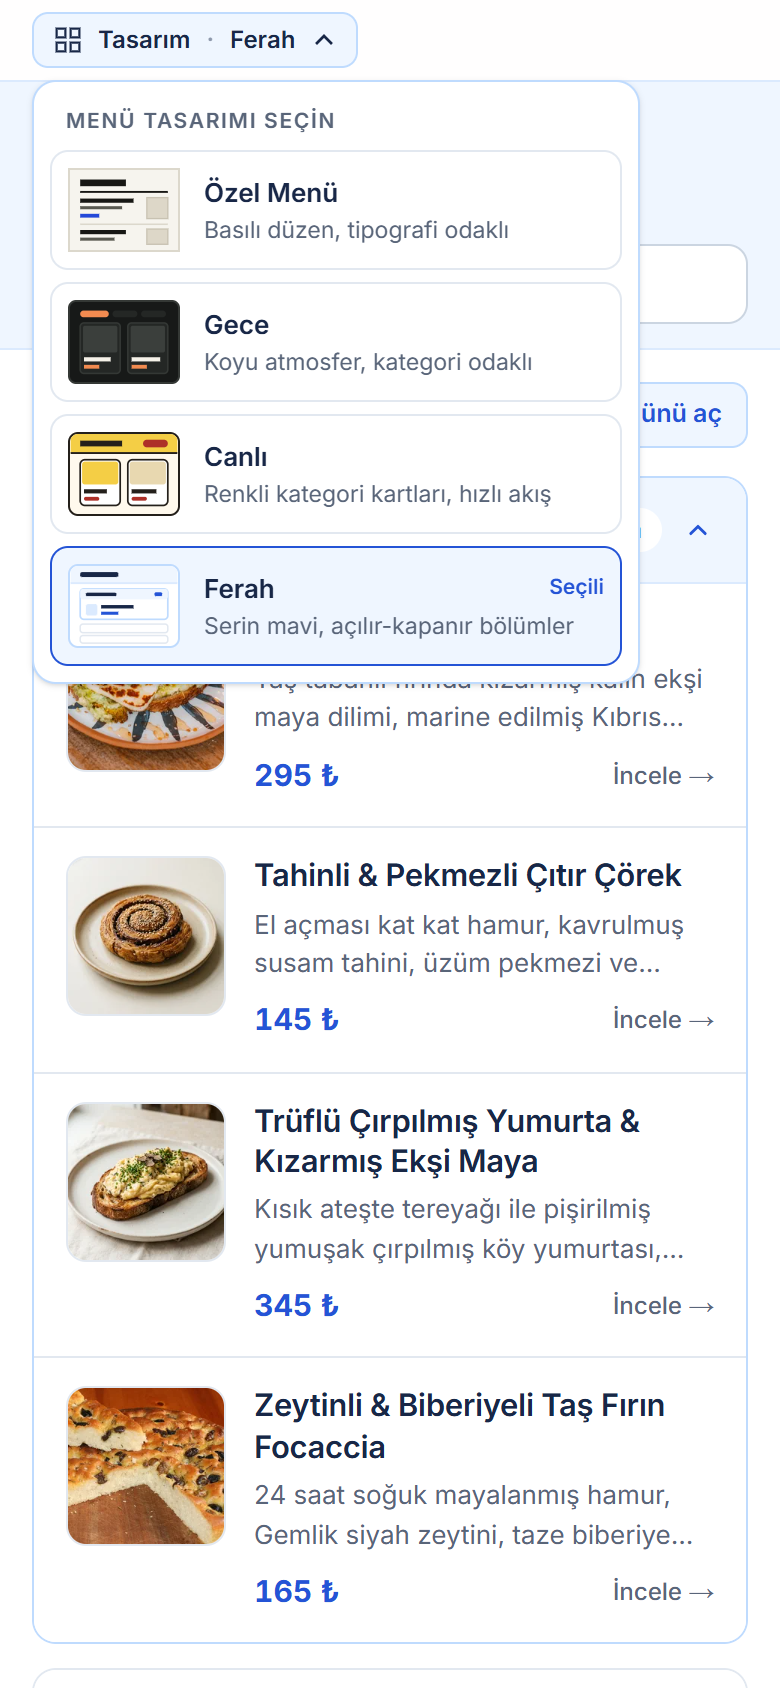 Tasarım · Ferah
MENÜ TASARIMI SEÇİN
Özel Menü
Basılı düzen, tipografi odaklı
Gece
Koyu atmosfer, kategori odaklı
Canlı
Renkli kategori kartları, hızlı akış
Ferah
Seçili
Serin mavi, açılır-kapanır bölümler
ünü aç
ekşi
maya dilimi, marine edilmiş Kıbrıs...
295 ₺
İncele →
Tahinli & Pekmezli Çıtır Çörek
El açması kat kat hamur, kavrulmuş
susam tahini, üzüm pekmezi ve...
145 ₺
İncele →
Trüflü Çırpılmış Yumurta &
Kızarmış Ekşi Maya
Kısık ateşte tereyağı ile pişirilmiş
yumuşak çırpılmış köy yumurtası,...
345 ₺
İncele →
Zeytinli & Biberiyeli Taş Fırın
Focaccia
24 saat soğuk mayalanmış hamur,
Gemlik siyah zeytini, taze biberiye...
165 ₺
İncele →